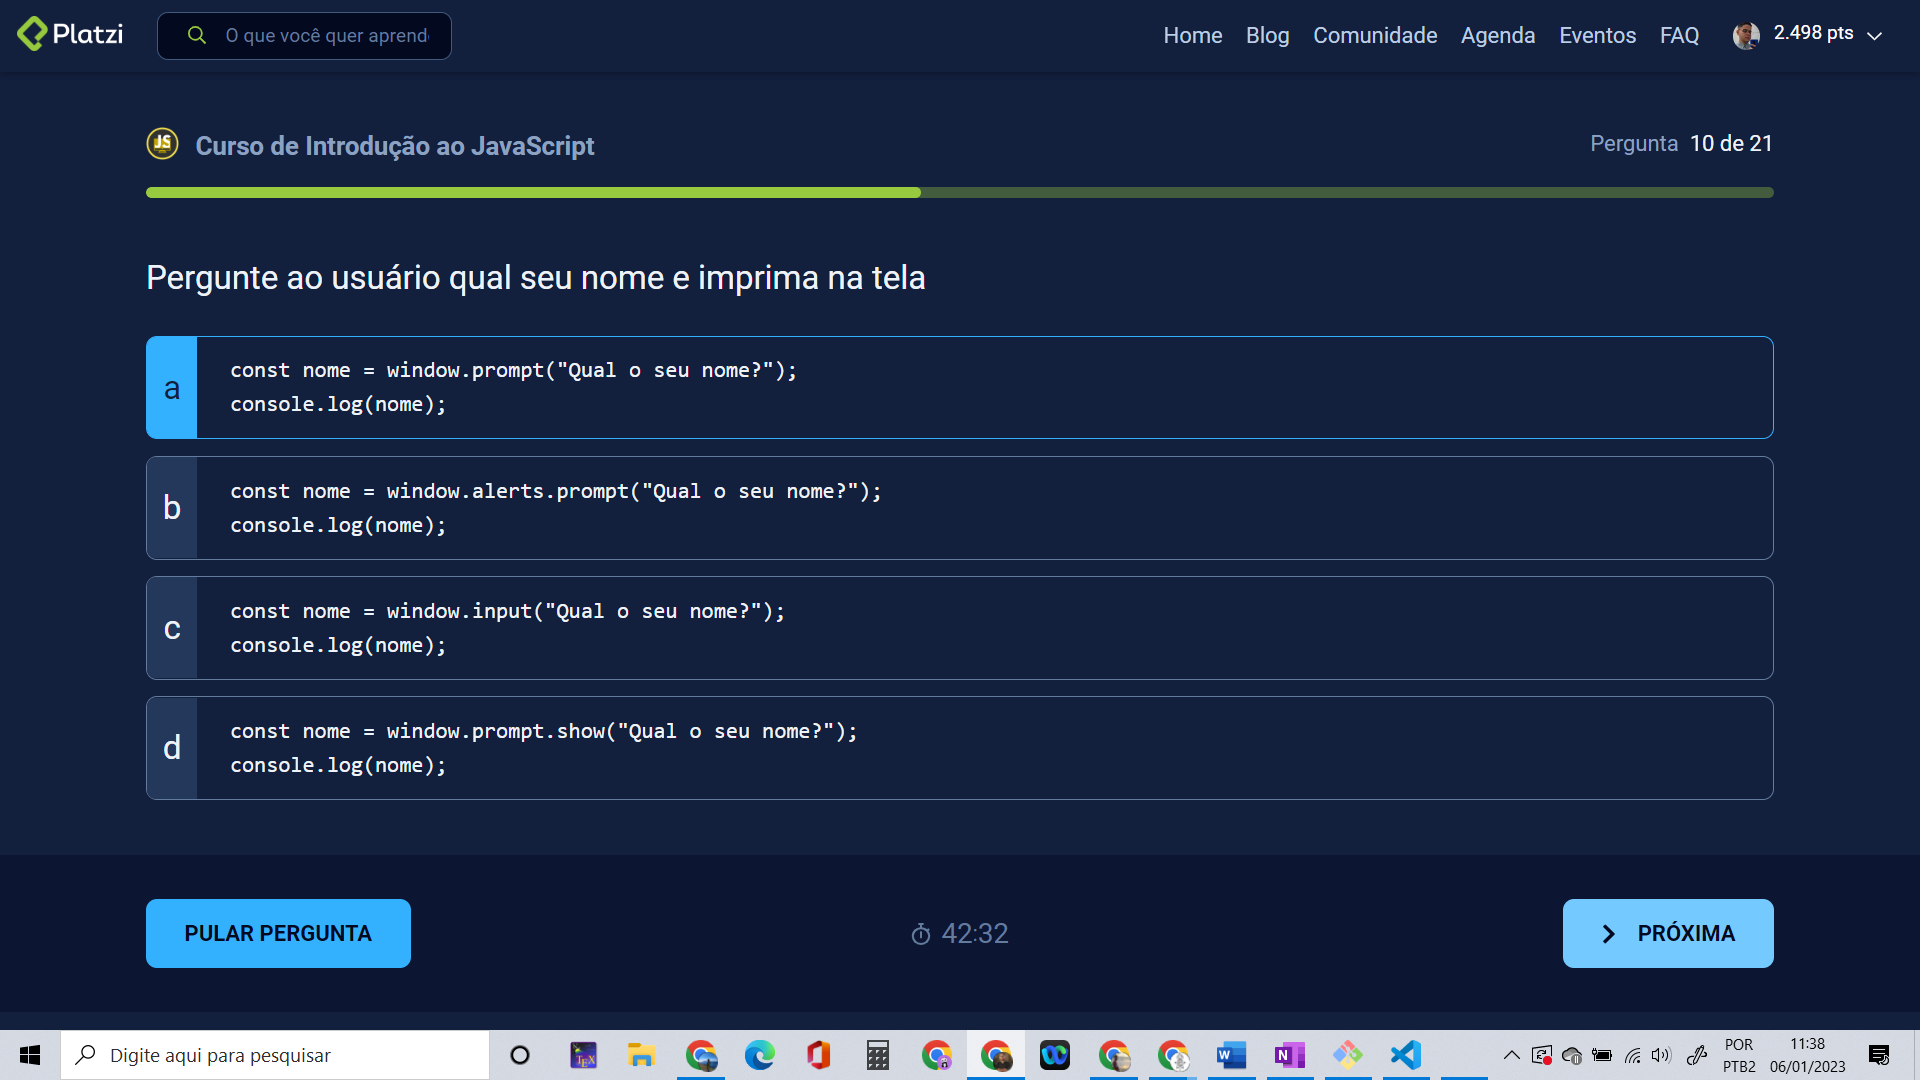 Platzi
O que você quer aprend
Home Blog Comunidade Agenda Eventos FAQ 2.498 pts
JS Curso de Introdução ao JavaScript
Pergunta 10 de 21
Pergunte ao usuário qual seu nome e imprima na tela
a
const nome = window.prompt("Qual o seu nome?");
console.log(nome);
b
const nome = window.alerts.prompt("Qual o seu nome?");
console.log(nome);
c
const nome = window.input("Qual o seu nome?");
console.log(nome);
d
const nome = window.prompt.show("Qual o seu nome?");
console.log(nome);
PULAR PERGUNTA
42:32
PRÓXIMA
Digite aqui para pesquisar
TEX
W
N
POR
PTB2
11:38
06/01/2023